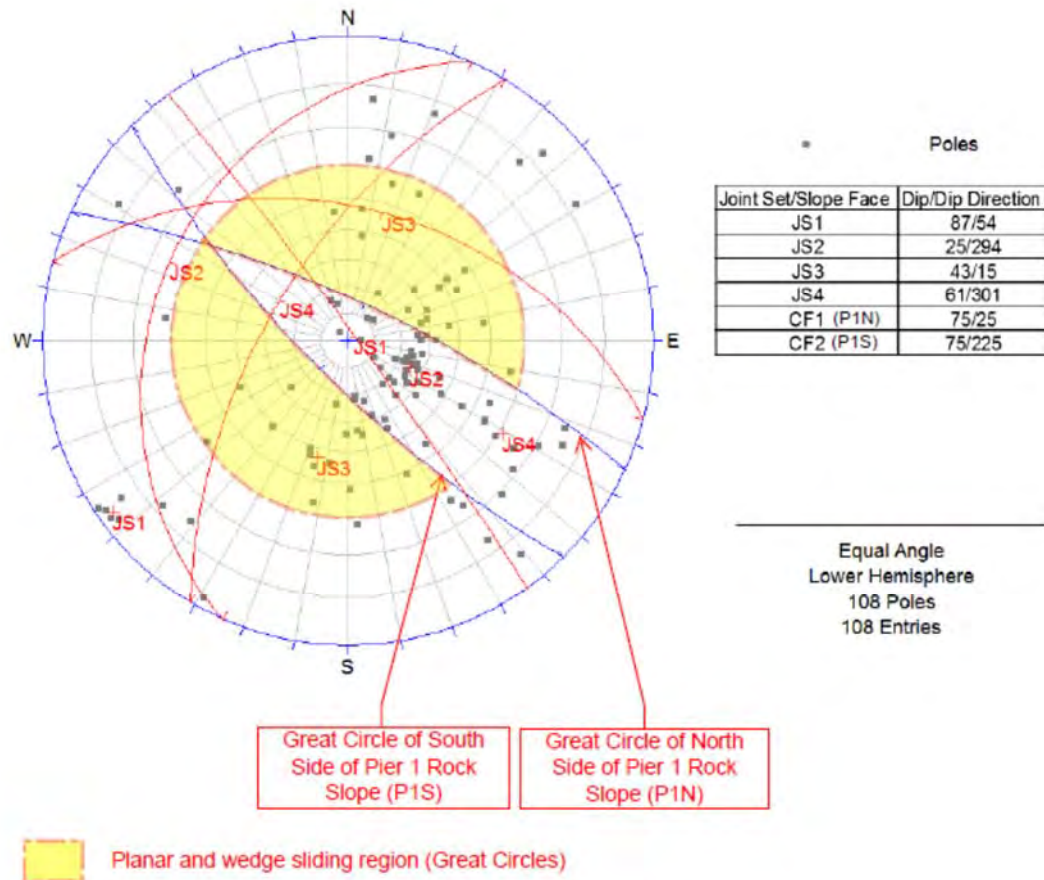 N
Poles
Joint Set/Slope Face Dip/Dip Direction
JS1 87/54
JS2 25/294
JS3 43/15
JS4 61/301
CF1 (P1N) 75/25
CF2 (P1S) 75/225
JS3
JS2
JS4
W
JS1
E
JS2
JS4
JS3
JS1
S
Equal Angle
Lower Hemisphere
108 Poles
108 Entries
Great Circle of South
Side of Pier 1 Rock
Slope (P1S)
Great Circle of North
Side of Pier 1 Rock
Slope (P1N)
Planar and wedge sliding region (Great Circles)